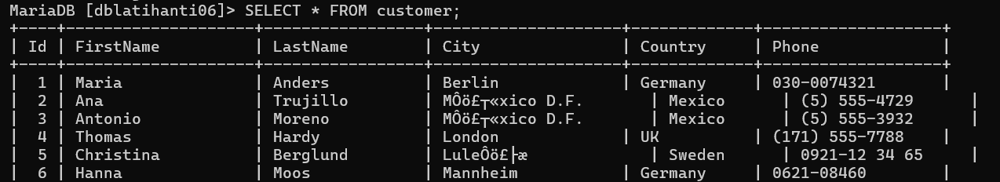 MariaDB [dblatihanti06]> SELECT * FROM customer;
+----+--------------------+-----------------+--------------------+-------------+-------------------+
| Id | FirstName | LastName | City | Country | Phone |
+----+--------------------+-----------------+--------------------+-------------+-------------------+
| 1 | Maria | Anders | Berlin | Germany | 030-0074321 |
| 2 | Ana | Trujillo | MÔö£┬«xico D.F. | Mexico | (5) 555-4729 |
| 3 | Antonio | Moreno | MÔö£┬«xico D.F. | Mexico | (5) 555-3932 |
| 4 | Thomas | Hardy | London | UK | (171) 555-7788 |
| 5 | Christina | Berglund | LuleÔö£├æ | Sweden | 0921-12 34 65 |
| 6 | Hanna | Moos | Mannheim | Germany | 0621-08460 |